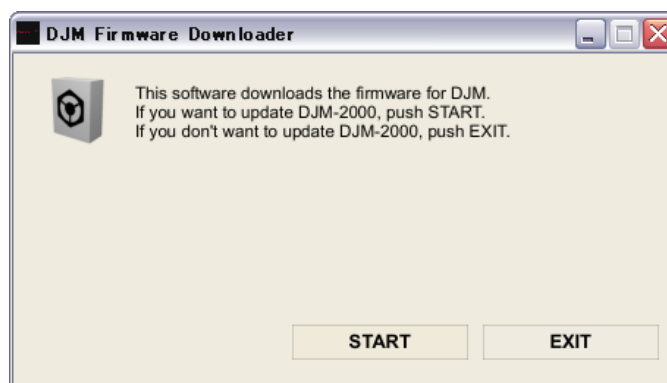 DJM Firmware Downloader
This software downloads the firmware for DJM.
If you want to update DJM-2000, push START.
If you don't want to update DJM-2000, push EXIT.
START
EXIT